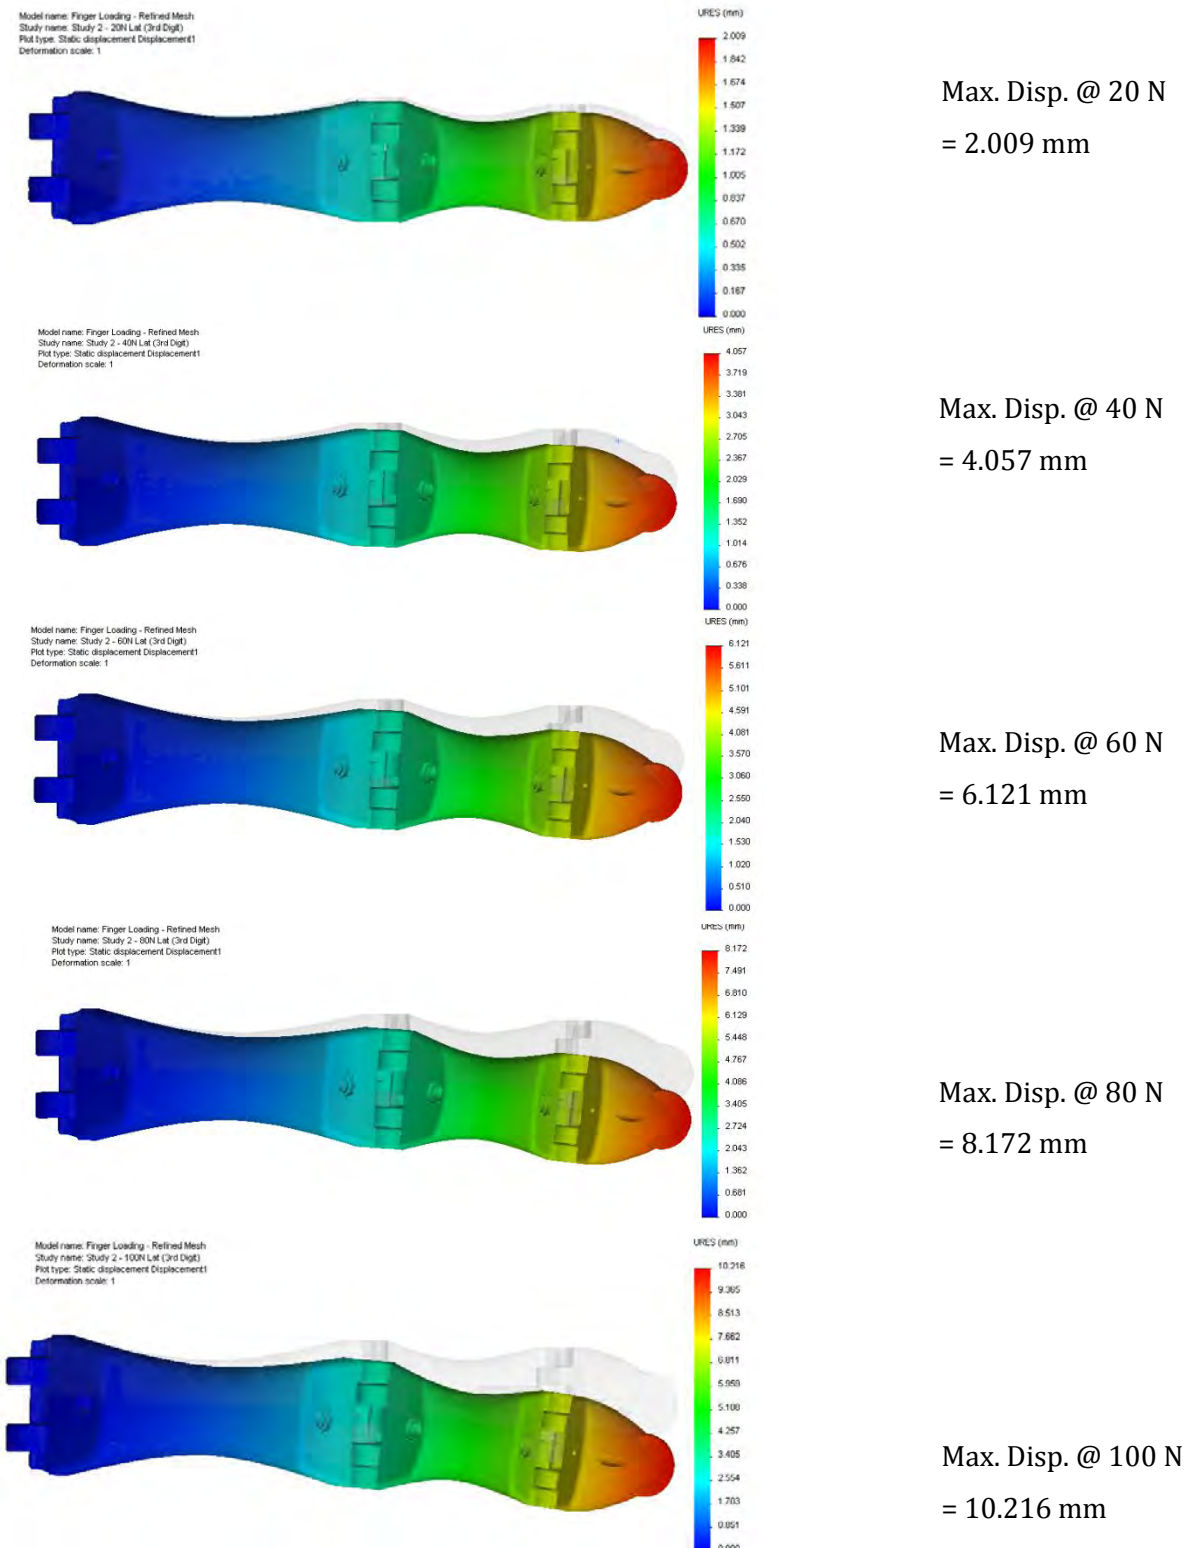 Model name: Finger Loading - Refined Mesh
Study name: Study 2 - 20N Lat (3rd Digit)
Plot type: Static displacement Displacement1
Deformation scale: 1
URES (mm)
2.009
1.842
1.674
1.507
1.339
1.172
1.005
0.837
0.670
0.502
0.335
0.167
0.000
Max. Disp. @ 20 N
= 2.009 mm
Model name: Finger Loading - Refined Mesh
Study name: Study 2 - 40N Lat (3rd Digit)
Plot type: Static displacement Displacement1
Deformation scale: 1
URES (mm)
4.057
3.719
3.381
3.043
2.705
2.367
2.029
1.690
1.352
1.014
0.676
0.338
0.000
Max. Disp. @ 40 N
= 4.057 mm
Model name: Finger Loading - Refined Mesh
Study name: Study 2 - 60N Lat (3rd Digit)
Plot type: Static displacement Displacement1
Deformation scale: 1
URES (mm)
6.121
5.611
5.101
4.591
4.081
3.570
3.060
2.550
2.040
1.530
1.020
0.510
0.000
Max. Disp. @ 60 N
= 6.121 mm
Model name: Finger Loading - Refined Mesh
Study name: Study 2 - 80N Lat (3rd Digit)
Plot type: Static displacement Displacement1
Deformation scale: 1
URES (mm)
8.172
7.491
6.810
6.129
5.448
4.767
4.086
3.405
2.724
2.043
1.362
0.681
0.000
Max. Disp. @ 80 N
= 8.172 mm
Model name: Finger Loading - Refined Mesh
Study name: Study 2 - 100N Lat (3rd Digit)
Plot type: Static displacement Displacement1
Deformation scale: 1
URES (mm)
10.216
9.365
8.513
7.662
6.811
5.959
5.108
4.257
3.405
2.554
1.703
0.851
0.000
Max. Disp. @ 100 N
= 10.216 mm